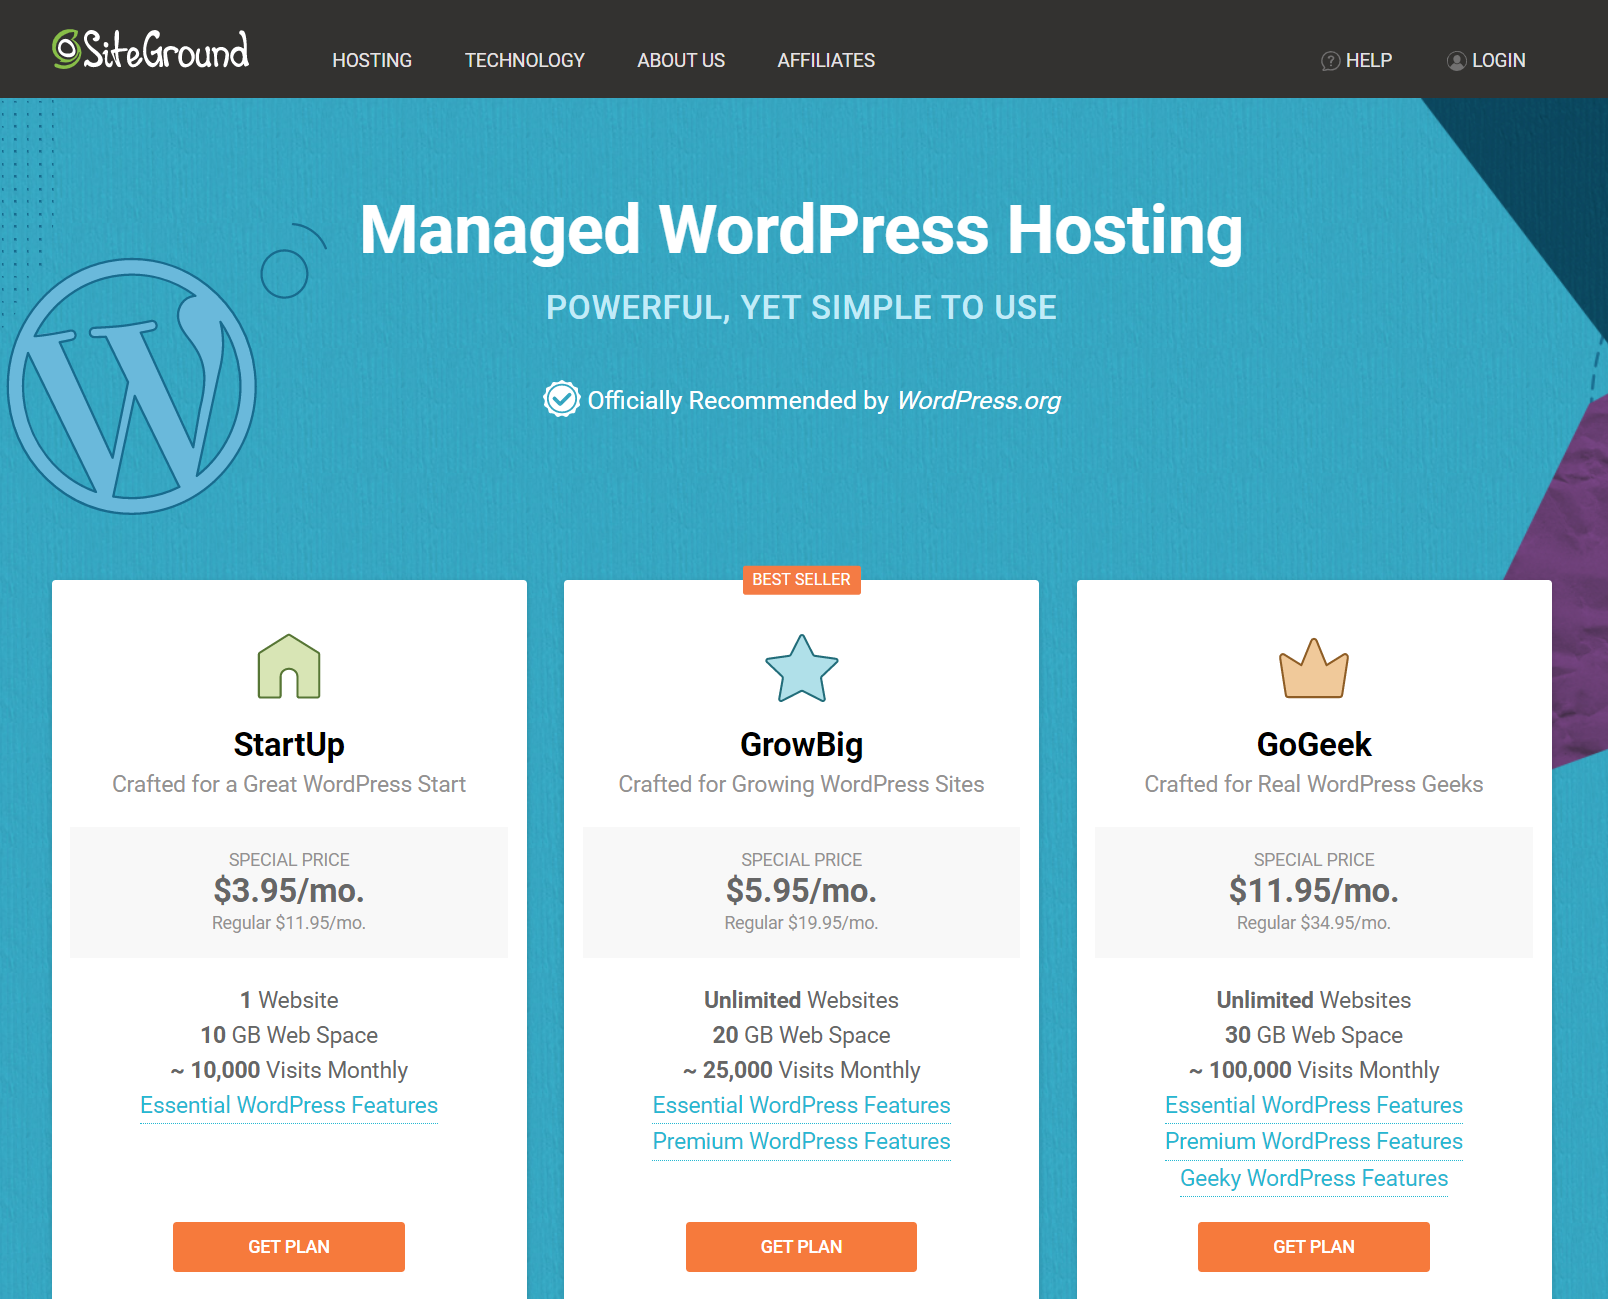 SiteGround
HOSTING
TECHNOLOGY
ABOUT US
AFFILIATES
HELP
LOGIN
Managed WordPress Hosting
POWERFUL, YET SIMPLE TO USE
Officially Recommended by WordPress.org
StartUp
Crafted for a Great WordPress Start
SPECIAL PRICE
$3.95/mo.
Regular $11.95/mo.
1 Website
10 GB Web Space
~ 10,000 Visits Monthly
Essential WordPress Features
GET PLAN
BEST SELLER
GrowBig
Crafted for Growing WordPress Sites
SPECIAL PRICE
$5.95/mo.
Regular $19.95/mo.
Unlimited Websites
20 GB Web Space
~ 25,000 Visits Monthly
Essential WordPress Features
Premium WordPress Features
GET PLAN
GoGeek
Crafted for Real WordPress Geeks
SPECIAL PRICE
$11.95/mo.
Regular $34.95/mo.
Unlimited Websites
30 GB Web Space
~ 100,000 Visits Monthly
Essential WordPress Features
Premium WordPress Features
Geeky WordPress Features
GET PLAN